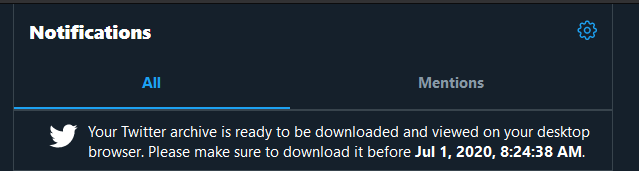 Notifications
All
Mentions
Your Twitter archive is ready to be downloaded and viewed on your desktop
browser. Please make sure to download it before Jul 1, 2020, 8:24:38 AM.